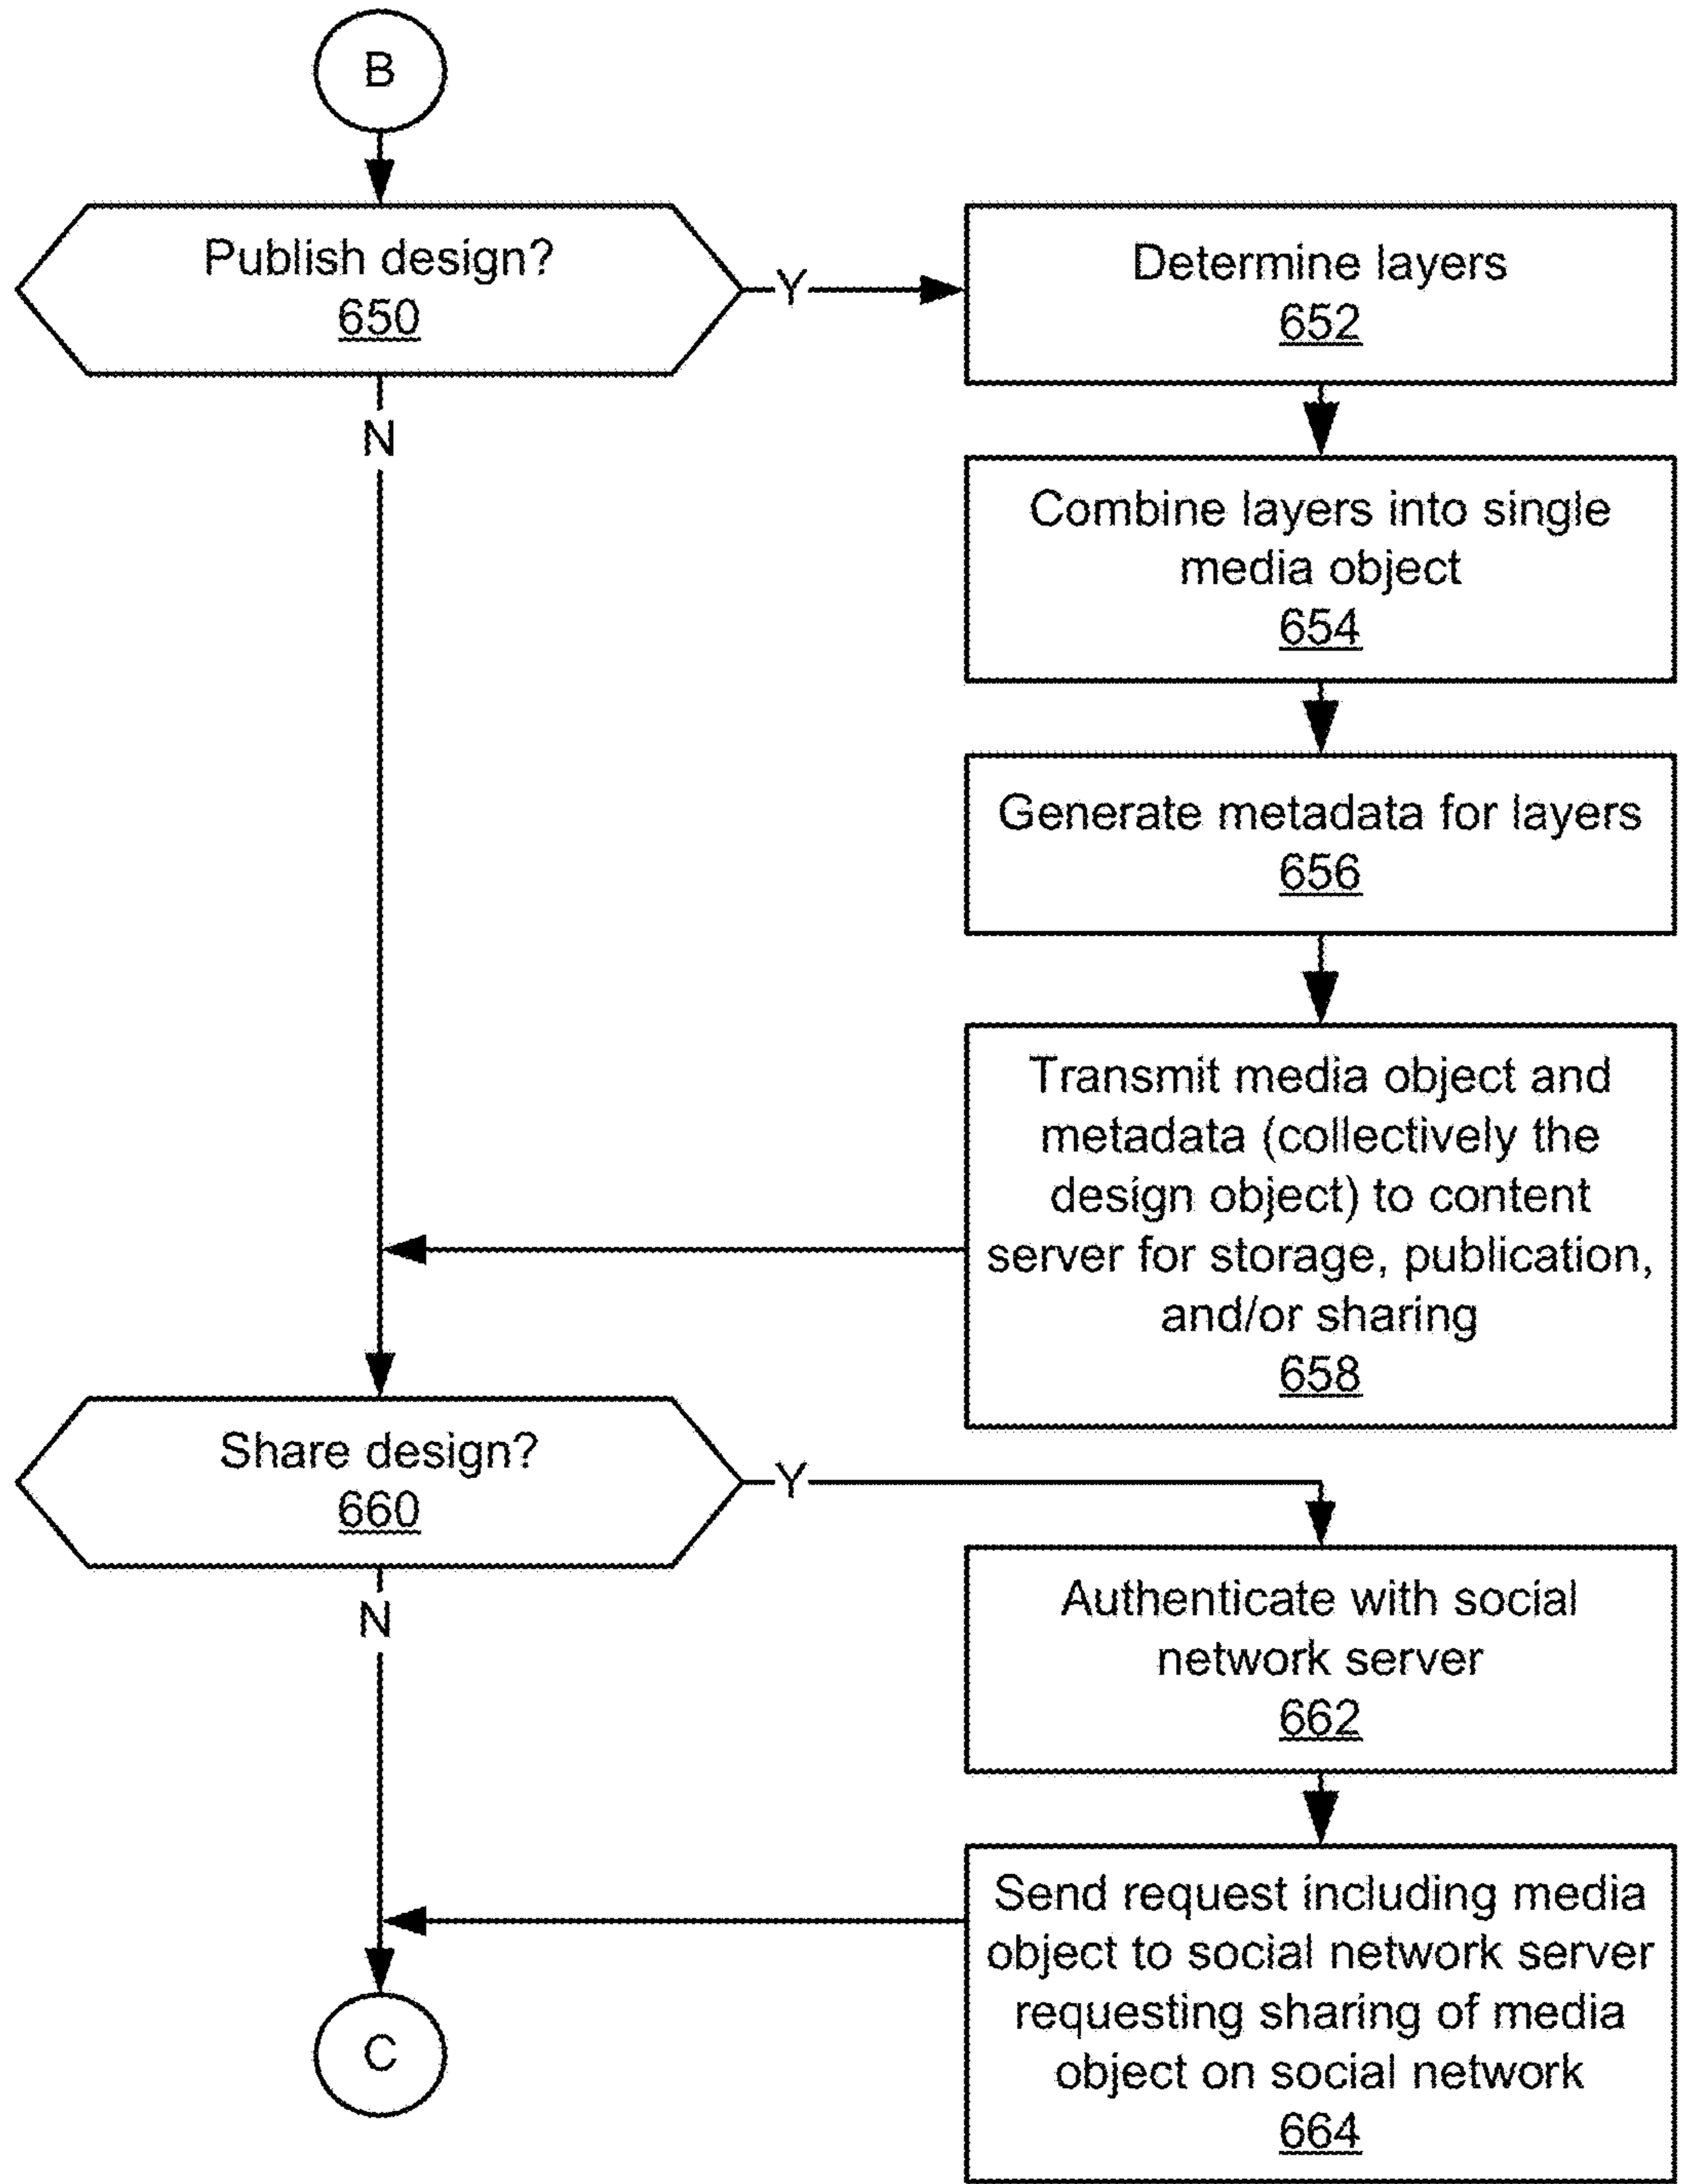 B
Publish design?
650
Y
N
Determine layers
652
Combine layers into single
media object
654
Generate metadata for layers
656
Transmit media object and
metadata (collectively the
design object) to content
server for storage, publication,
and/or sharing
658
Share design?
660
Y
N
Authenticate with social
network server
662
Send request including media
object to social network server
requesting sharing of media
object on social network
664
C